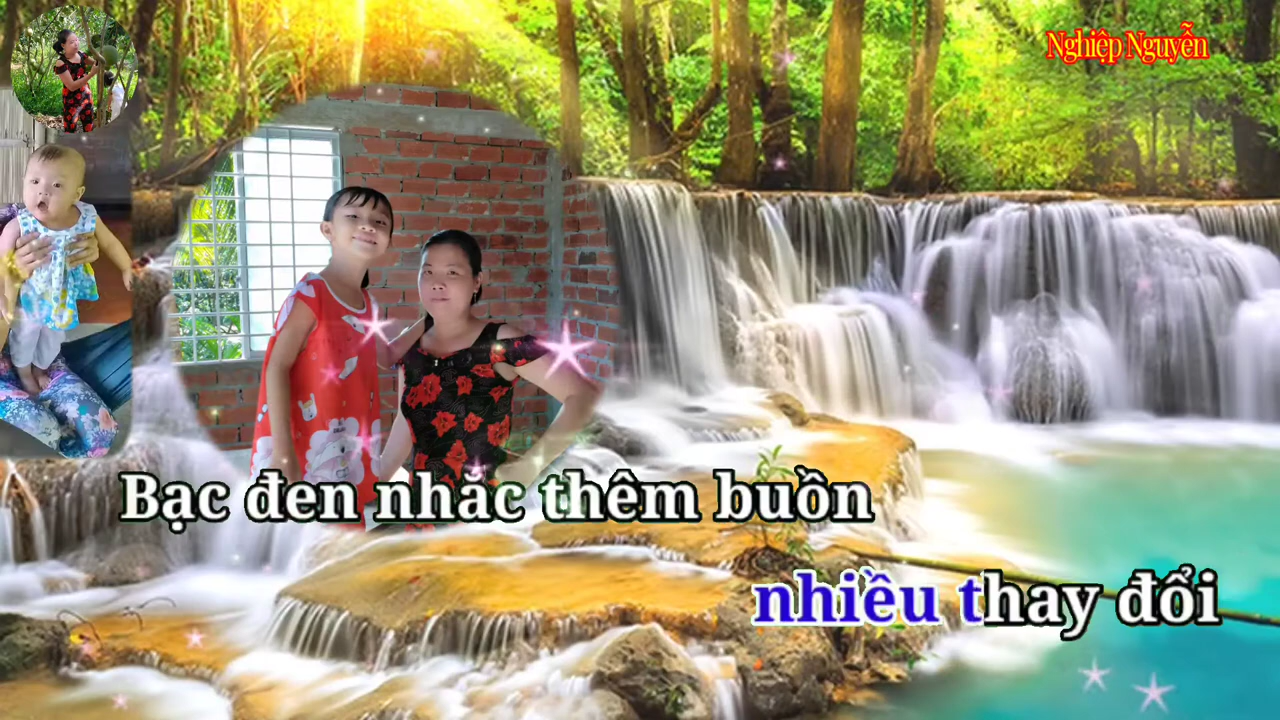 Nghiệp Nguyễn
Bạc đen nhắc thêm buồn
nhiều thay đổi